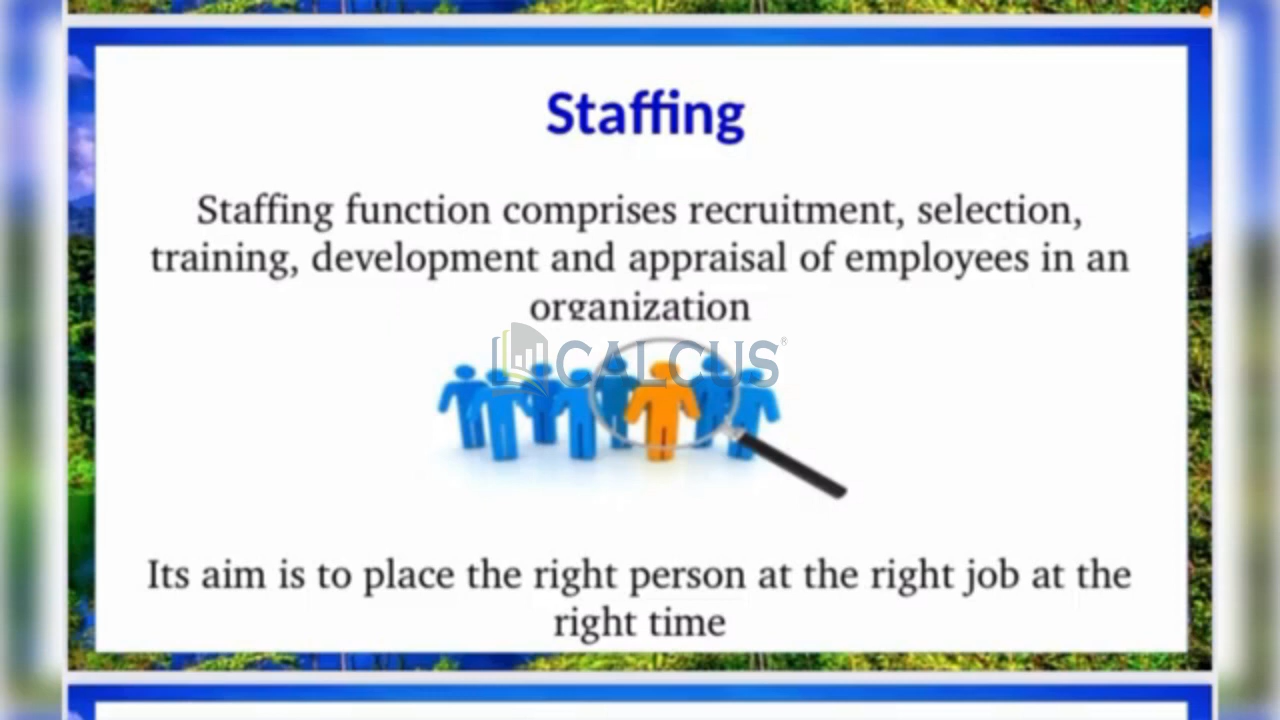 Staffing
Staffing function comprises recruitment, selection,
training, development and appraisal of employees in an
organization
CALCUS®
Its aim is to place the right person at the right job at the
right time